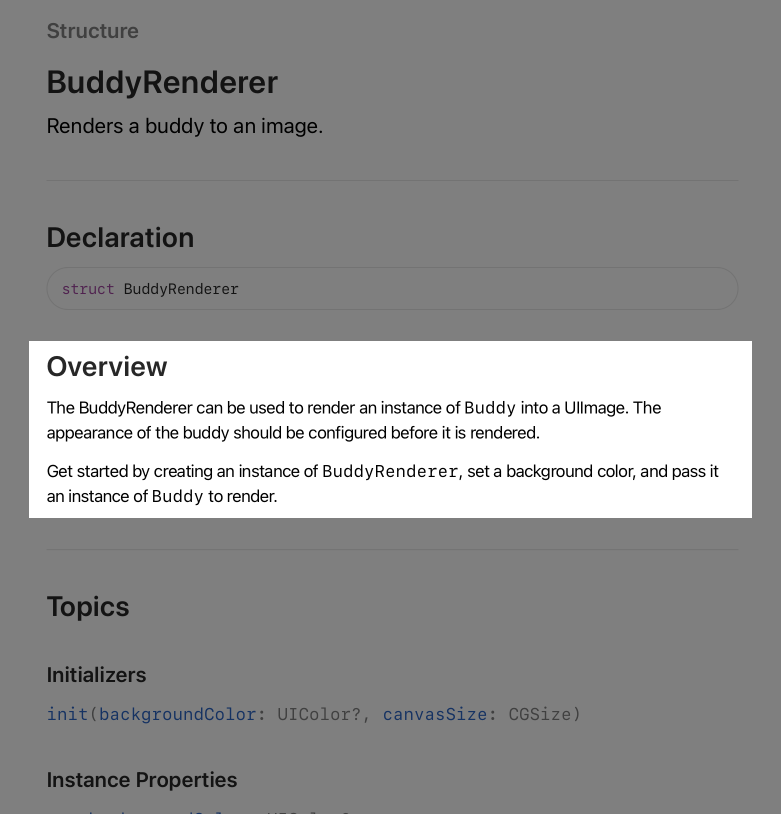 Structure
BuddyRenderer
Renders a buddy to an image.
Declaration
struct BuddyRenderer
Overview
The BuddyRenderer can be used to render an instance of Buddy into a UIImage. The
appearance of the buddy should be configured before it is rendered.
Get started by creating an instance of BuddyRenderer, set a background color, and pass it
an instance of Buddy to render.
Topics
Initializers
init(backgroundColor: UIColor?, canvasSize: CGSize)
Instance Properties